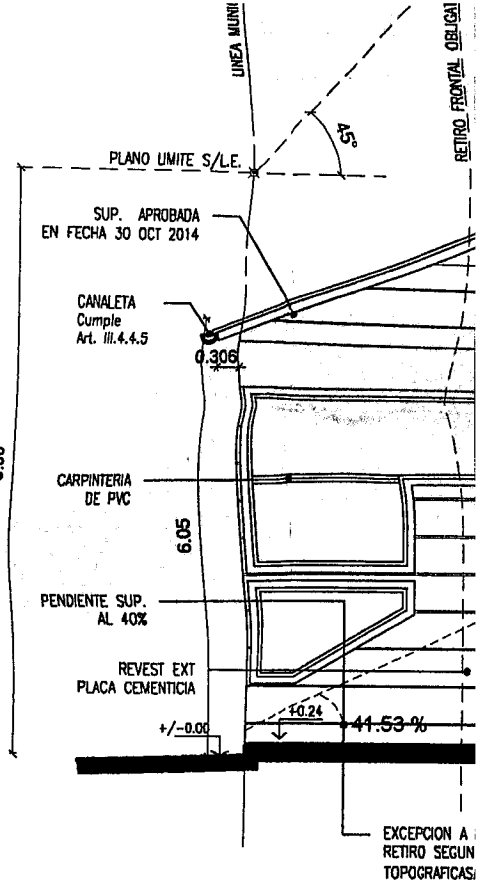 LINEA
RETIRO FRONTAL
45°
PLANO LIMITE S/L.E.
SUP. APROBADA
EN FECHA 30 OCT 2014
CANALETA
Cumple
Art. III.4.4.5
0.306
CARPINTERIA
DE PVC
6.05
PENDIENTE SUP.
AL 40%
REVEST EXT
PLACA CEMENTICIA
+/-0.00
+0.24
41.53 %
EXCEPCION A
RETIRO SEGUN
TOPOGRAFICAS